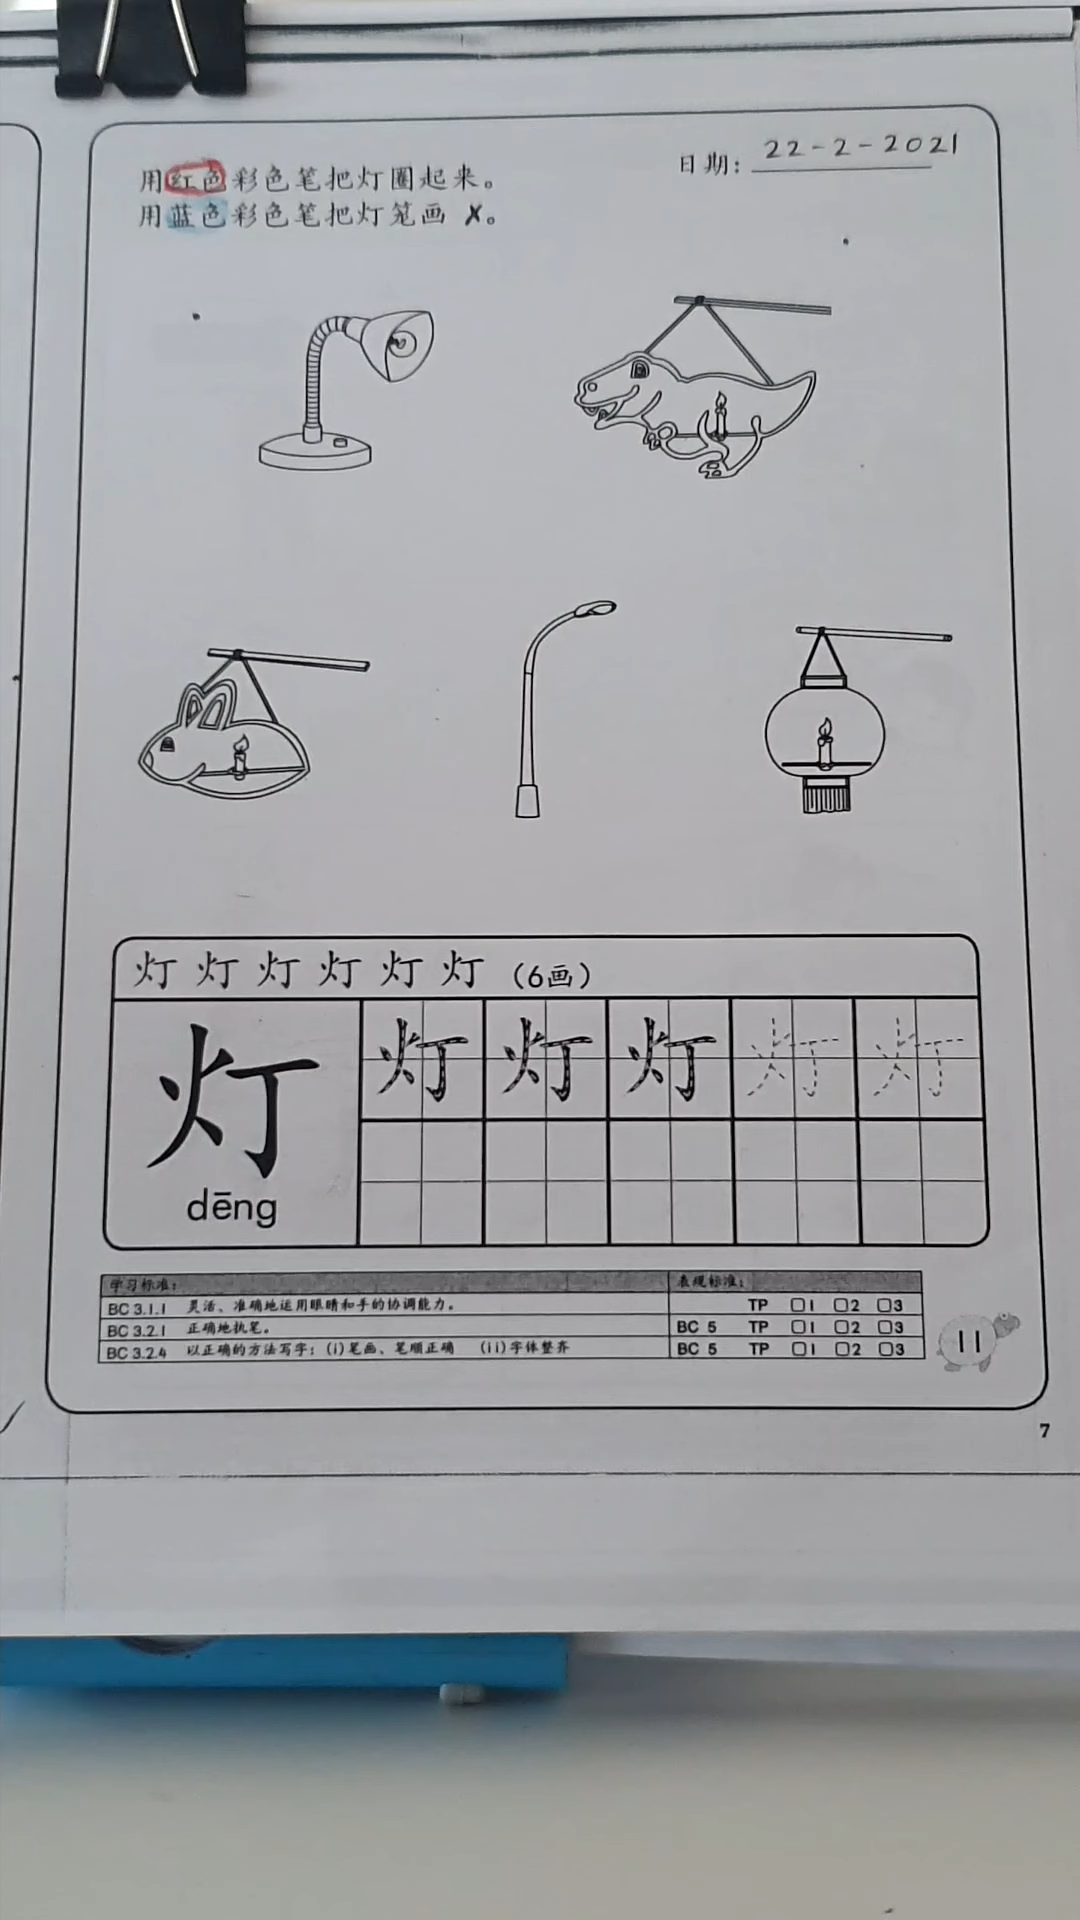 用红色彩色笔把灯圈起来。
用蓝色彩色笔把灯笼画 ✗。
日期: 22-2-2021
灯 灯 灯 灯 灯 灯 (6画)
灯 灯 灯 灯 灯 灯
dēng
学习标准: 表现标准:
BC 3.1.1 灵活、准确地运用眼睛和手的协调能力。 TP 1 2 3
BC 3.2.1 正确地执笔。 BC 5 TP 1 2 3
BC 3.2.4 以正确的方法写字: (i)笔画、笔顺正确 (ii)字体整齐 BC 5 TP 1 2 3
11
7